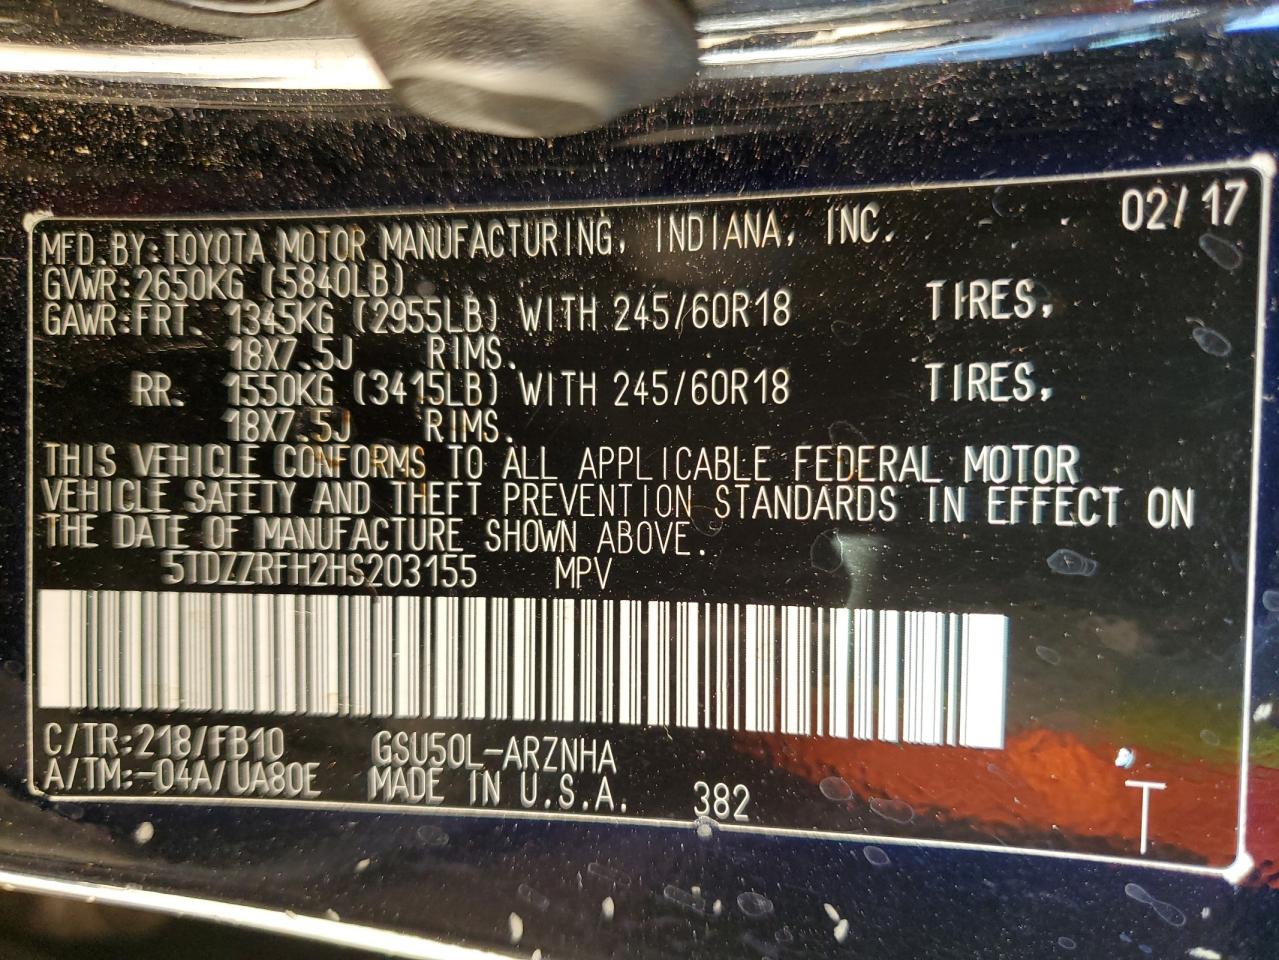 02/17
MFD.BY:TOYOTA MOTOR MANUFACTURING, INDIANA, INC.
GVWR:2650KG (5840LB)
GAWR:FRT. 1345KG (2955LB) WITH 245/60R18 TIRES,
18X7.5J RIMS.
RR. 1550KG (3415LB) WITH 245/60R18 TIRES,
18X7.5J RIMS.
THIS VEHICLE CONFORMS TO ALL APPLICABLE FEDERAL MOTOR
VEHICLE SAFETY AND THEFT PREVENTION STANDARDS IN EFFECT ON
THE DATE OF MANUFACTURE SHOWN ABOVE.
5TDZZRFH2HS203155 MPV
C/TR:218/FB10 GSU50L-ARZNHA
A/TM:-04A/UA80E MADE IN U.S.A. 382
T